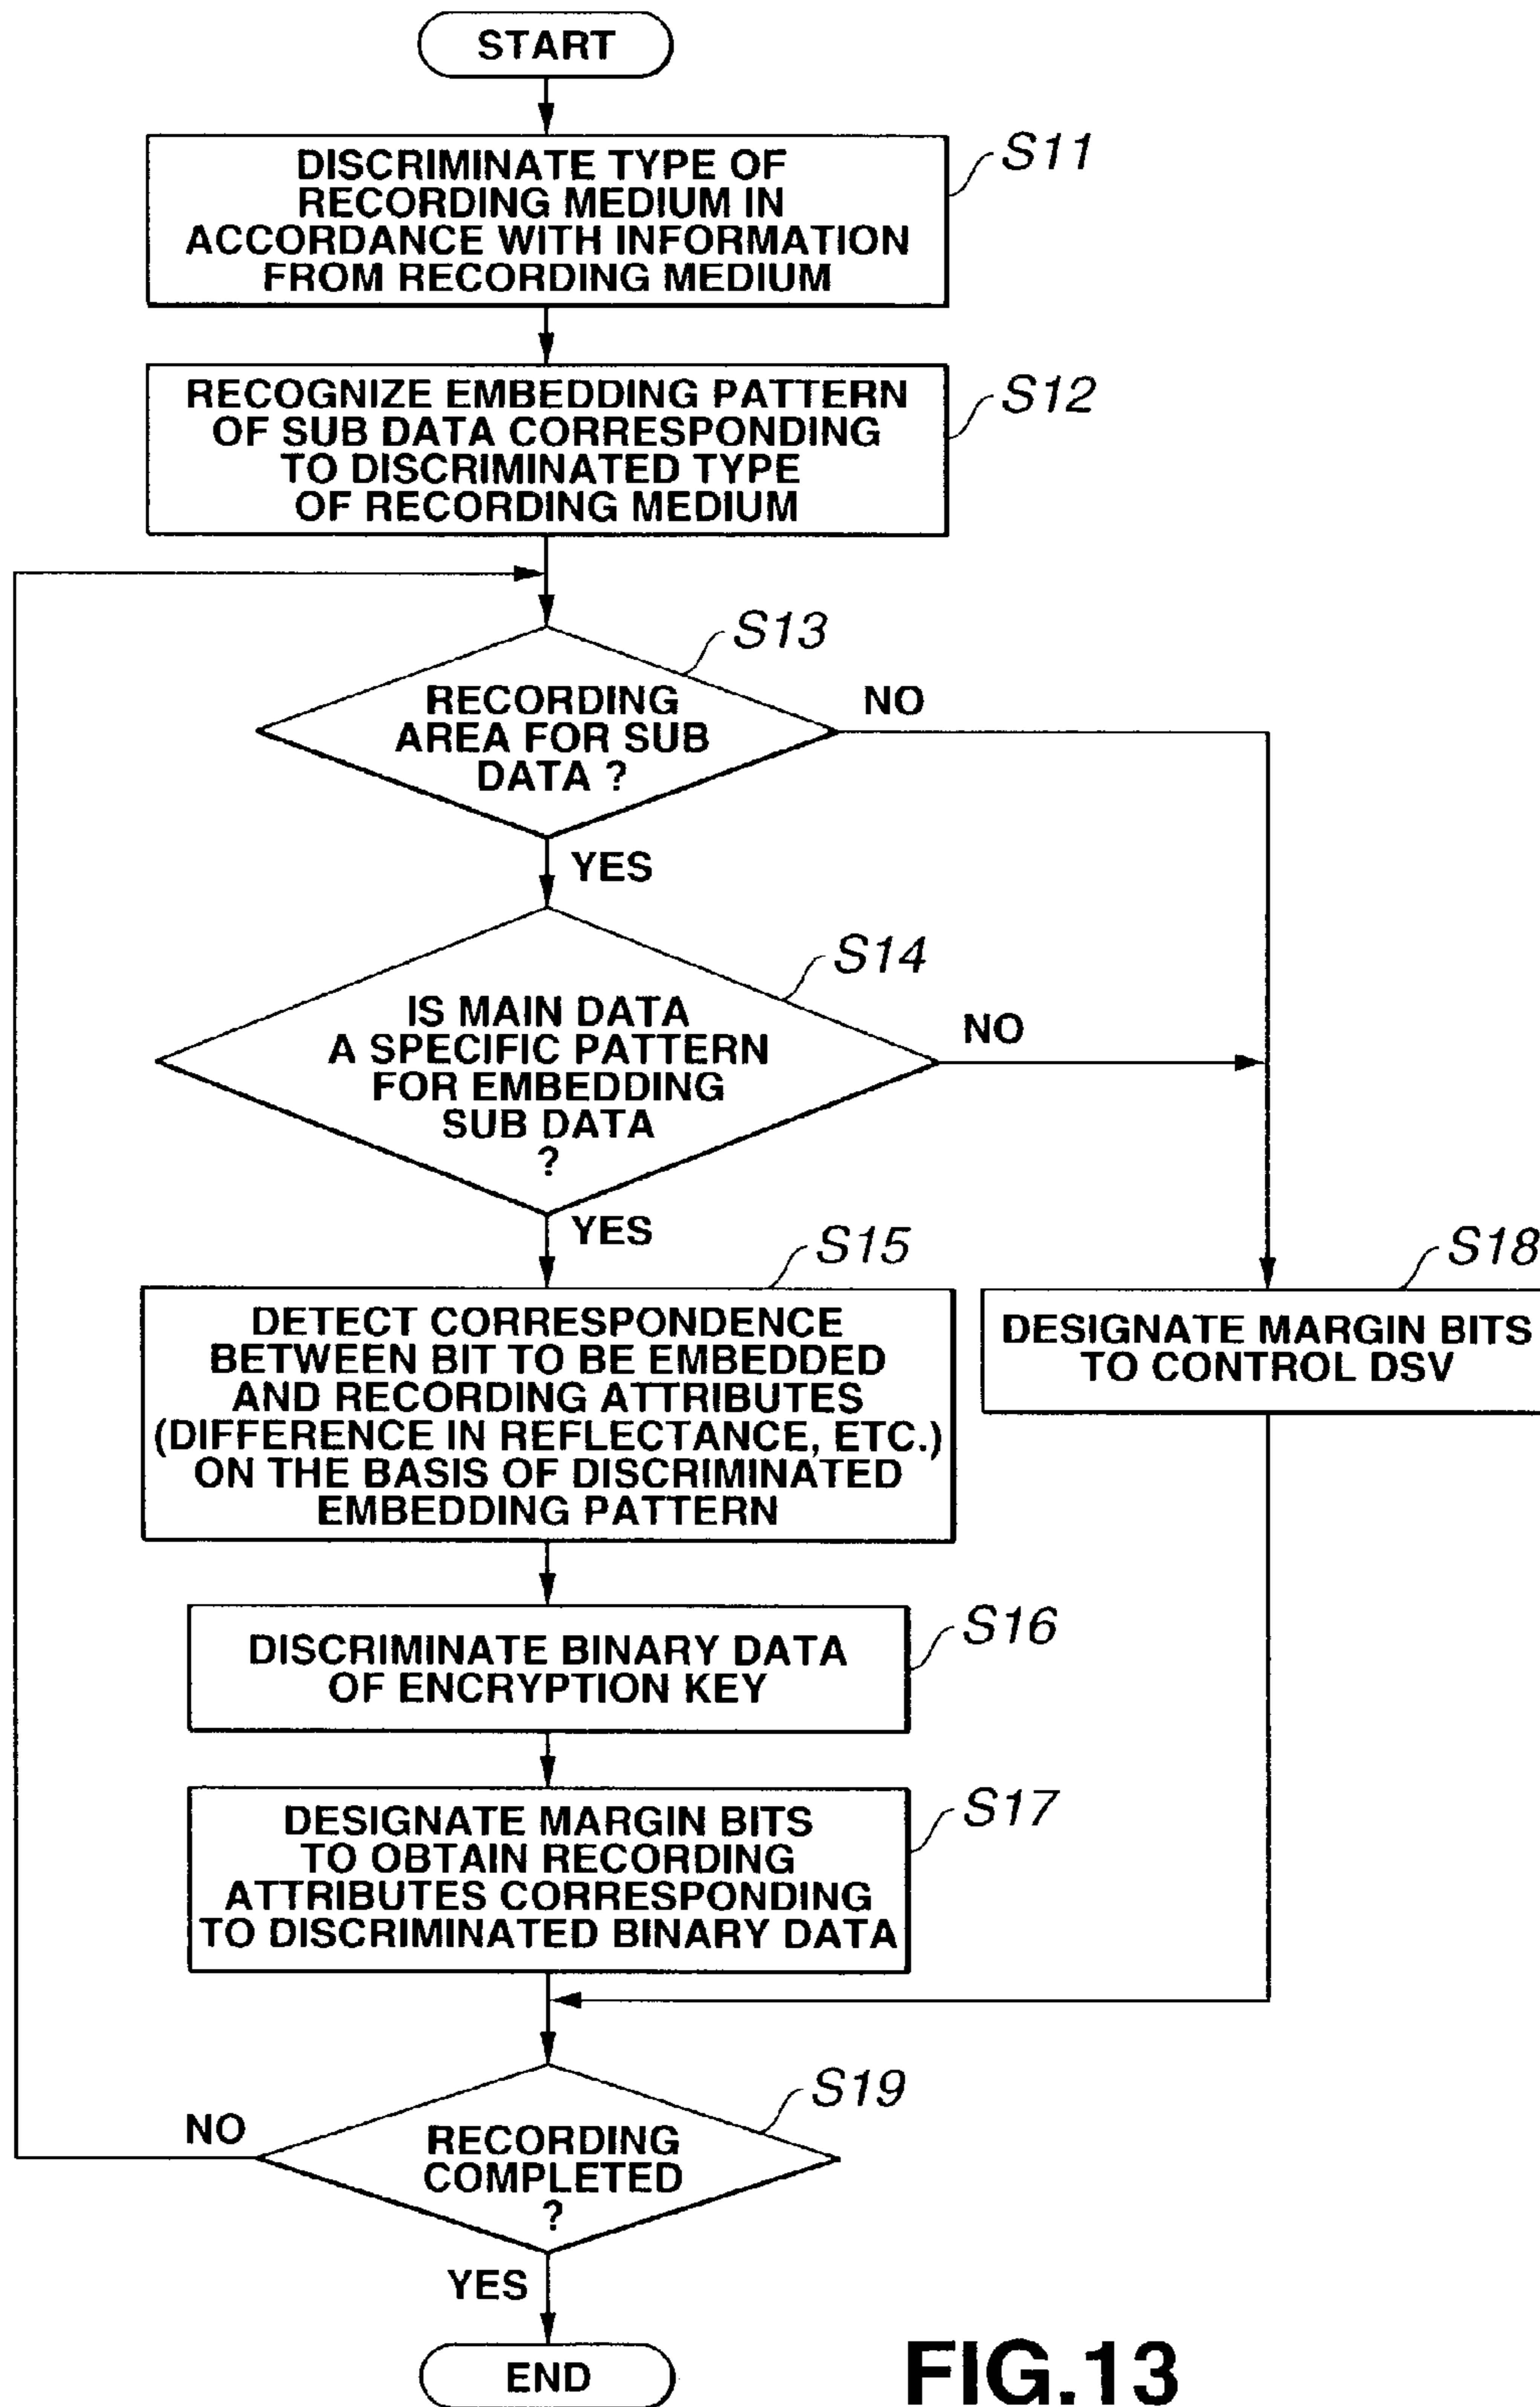 START
S11
DISCRIMINATE TYPE OF
RECORDING MEDIUM IN
ACCORDANCE WITH INFORMATION
FROM RECORDING MEDIUM
S12
RECOGNIZE EMBEDDING PATTERN
OF SUB DATA CORRESPONDING
TO DISCRIMINATED TYPE
OF RECORDING MEDIUM
S13
RECORDING
AREA FOR SUB
DATA ?
NO
YES
S14
IS MAIN DATA
A SPECIFIC PATTERN
FOR EMBEDDING
SUB DATA
?
NO
YES
S15
DETECT CORRESPONDENCE
BETWEEN BIT TO BE EMBEDDED
AND RECORDING ATTRIBUTES
(DIFFERENCE IN REFLECTANCE, ETC.)
ON THE BASIS OF DISCRIMINATED
EMBEDDING PATTERN
S18
DESIGNATE MARGIN BITS
TO CONTROL DSV
S16
DISCRIMINATE BINARY DATA
OF ENCRYPTION KEY
S17
DESIGNATE MARGIN BITS
TO OBTAIN RECORDING
ATTRIBUTES CORRESPONDING
TO DISCRIMINATED BINARY DATA
S19
NO
RECORDING
COMPLETED
?
YES
END
FIG.13